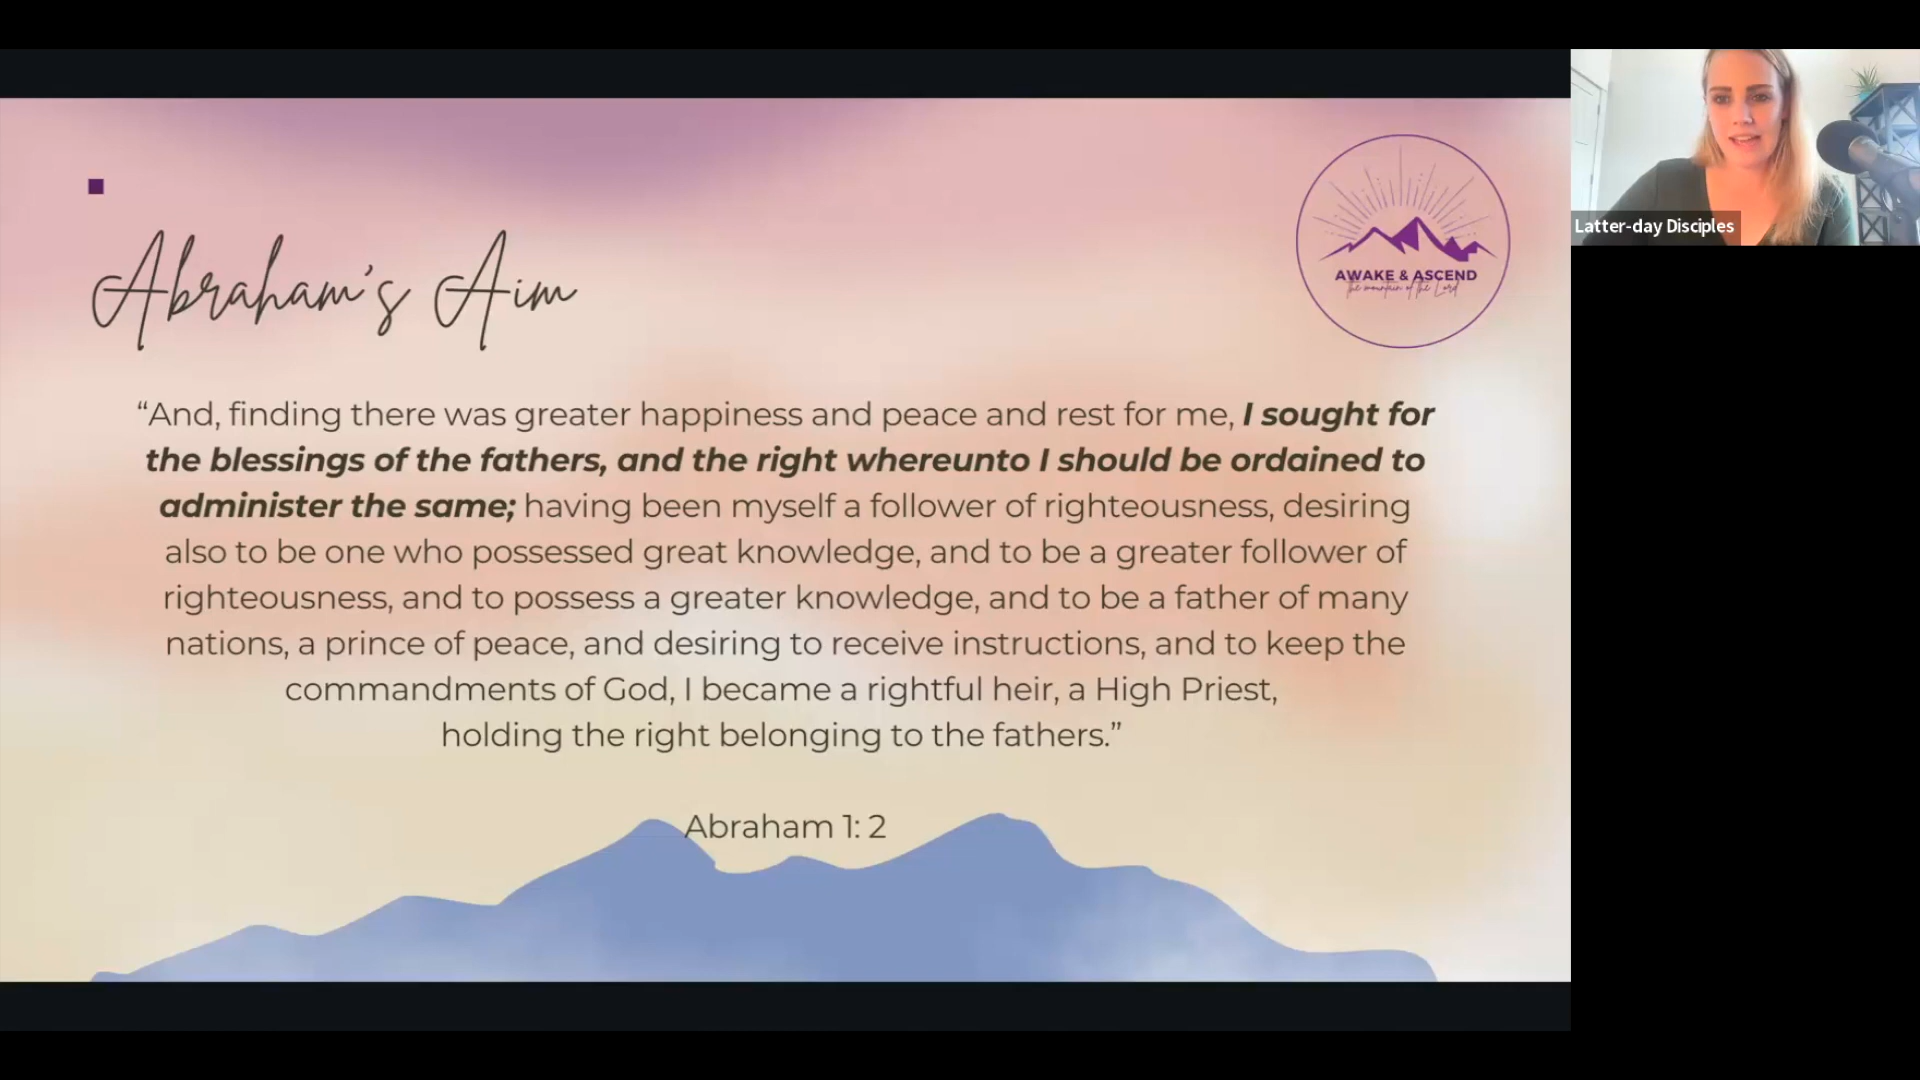 Abraham's Aim
AWAKE & ASCEND
the mountain of the Lord
“And, finding there was greater happiness and peace and rest for me, I sought for
the blessings of the fathers, and the right whereunto I should be ordained to
administer the same; having been myself a follower of righteousness, desiring
also to be one who possessed great knowledge, and to be a greater follower of
righteousness, and to possess a greater knowledge, and to be a father of many
nations, a prince of peace, and desiring to receive instructions, and to keep the
commandments of God, I became a rightful heir, a High Priest,
holding the right belonging to the fathers.”
Abraham 1: 2
Latter-day Disciples